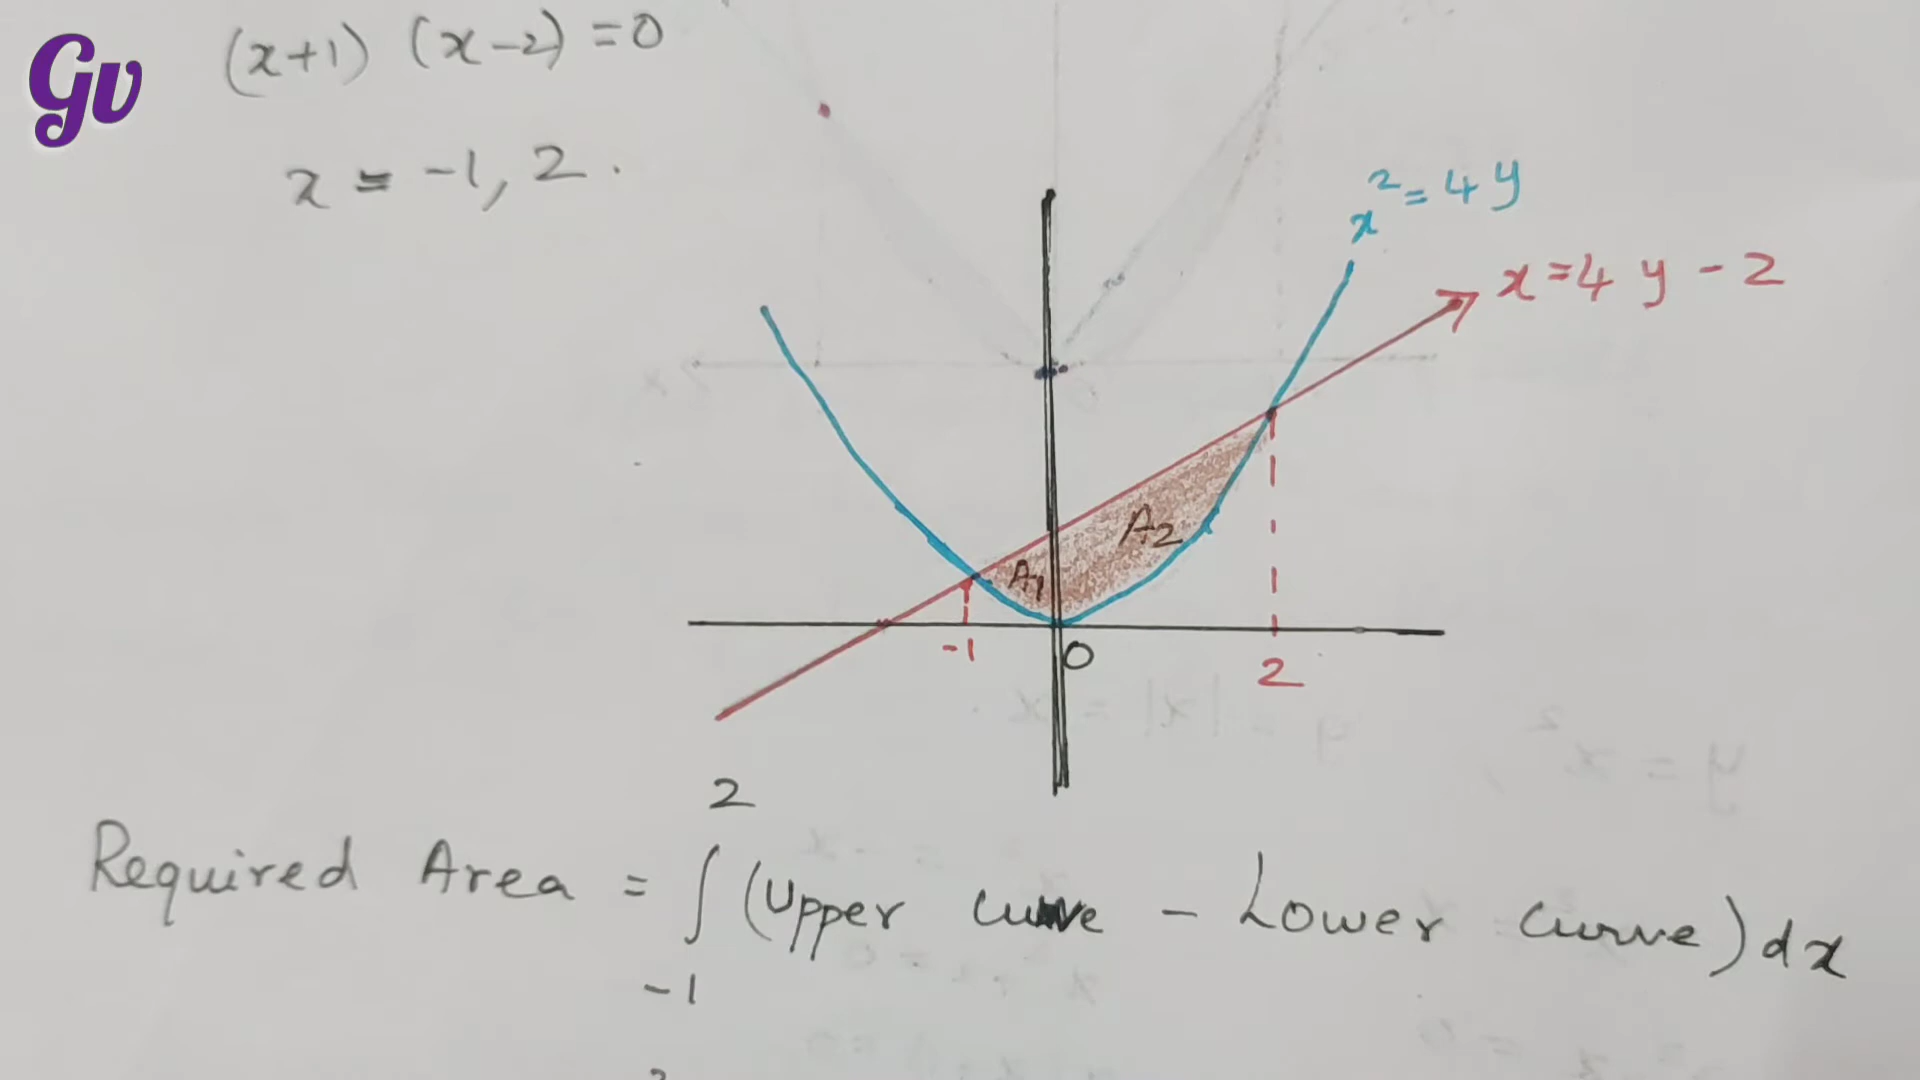 Gv
(x+1) (x-2) = 0
x = -1, 2.
x² = 4y
x = 4y - 2
A₂
A₁
-1
0
2
2
Required Area = ∫ (Upper curve - Lower curve) dx
-1